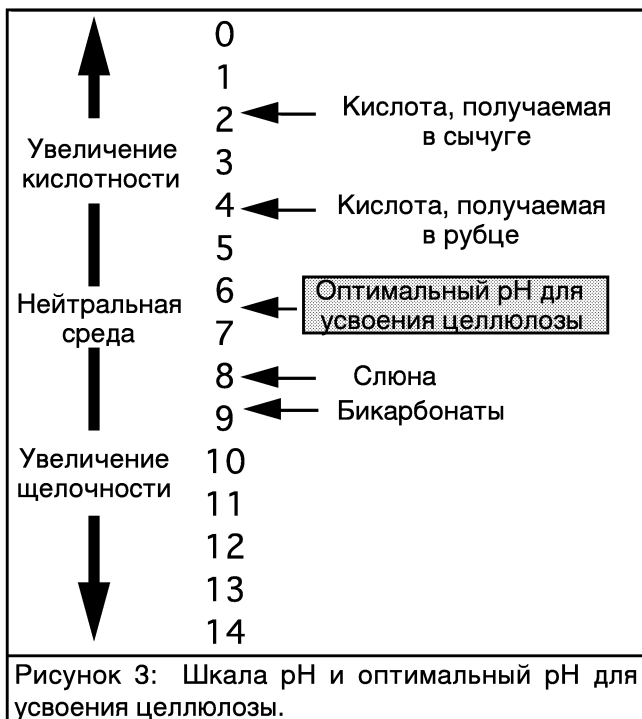 0
1
2
Кислота, получаемая
в сычуге
Увеличение
кислотности
3
4
Кислота, получаемая
в рубце
5
6
Оптимальный pH для
усвоения целлюлозы
Нейтральная
среда
7
8
Слюна
9
Бикарбонаты
Увеличение
щелочности
10
11
12
13
14
Рисунок 3: Шкала pH и оптимальный pH для
усвоения целлюлозы.